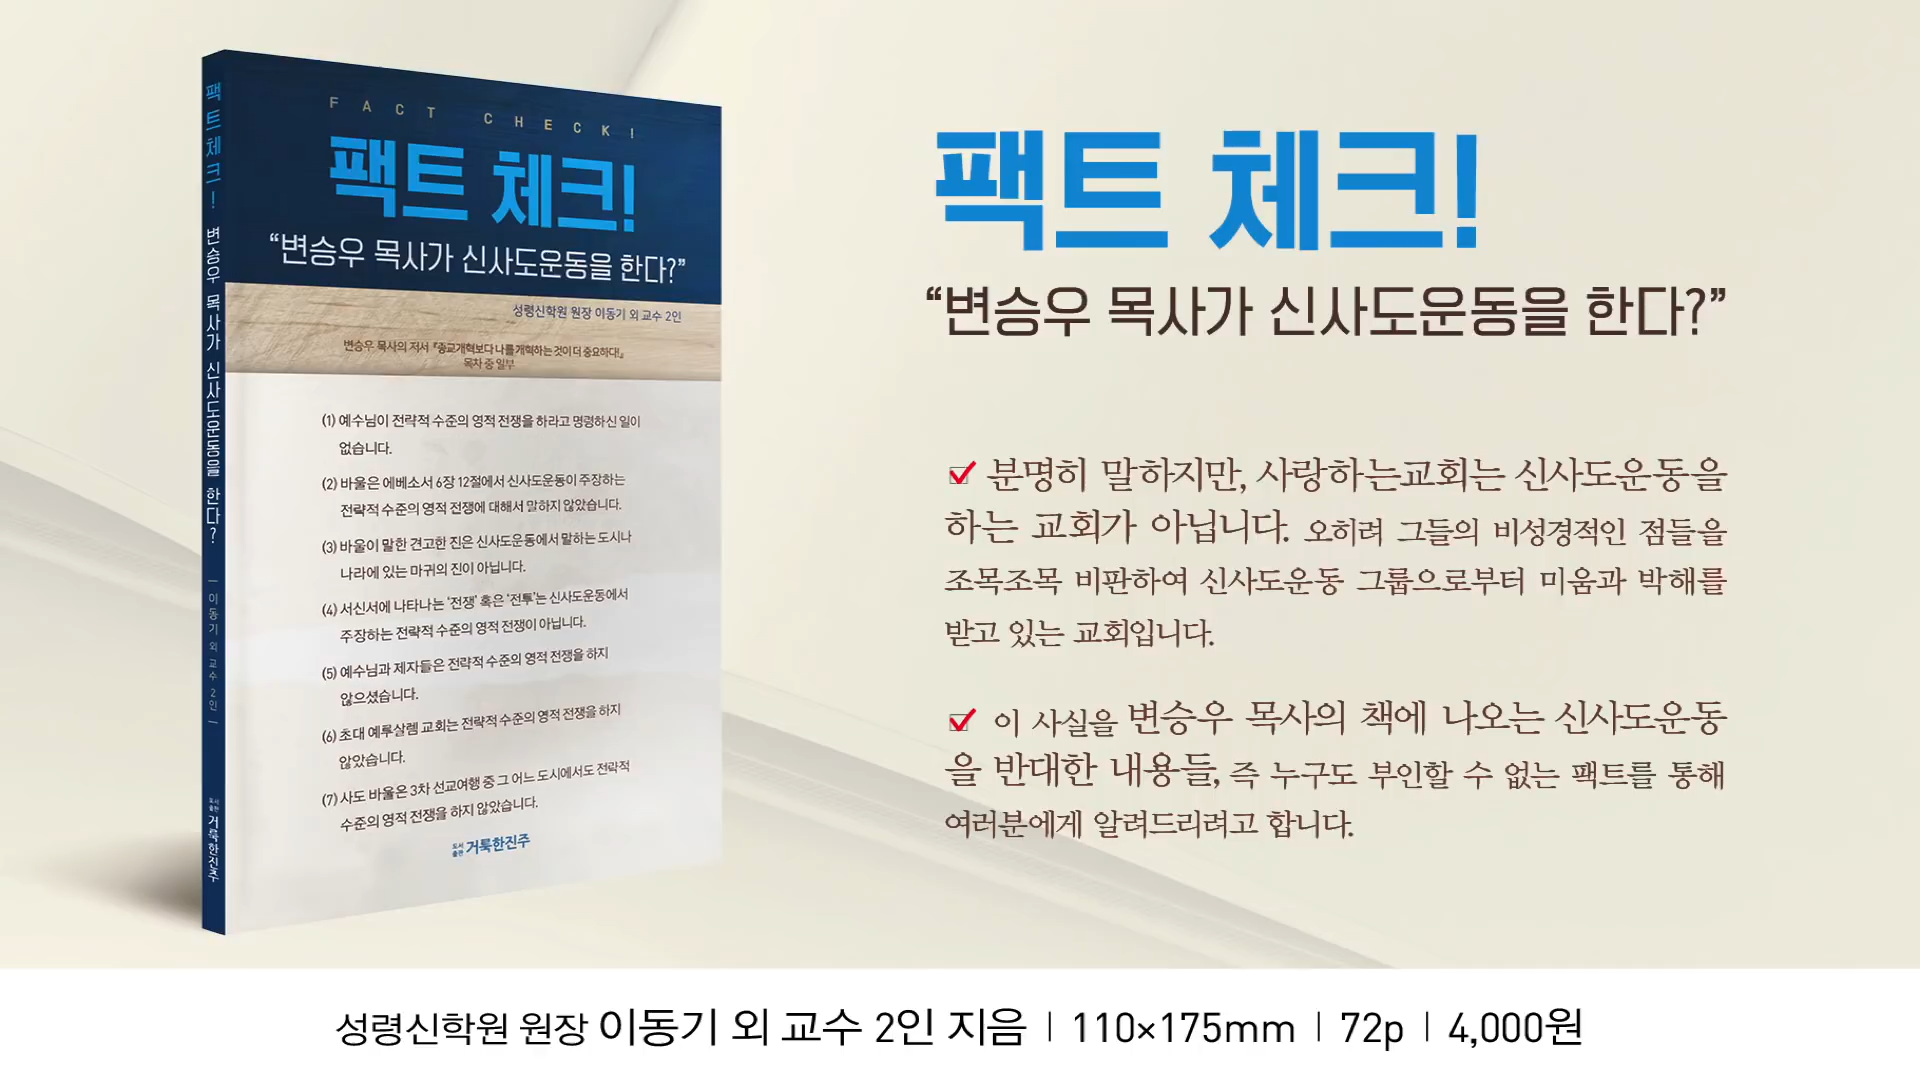 팩트 체크! 변승우 목사가 신사도운동을 한다? ㅡ 이동기 외 교수 2인 ㅡ 도서출판 거룩한진주
FACT CHECK!
팩트 체크!
“변승우 목사가 신사도운동을 한다?”
성령신학원 원장 이동기 외 교수 2인
변승우 목사의 저서 『종교개혁보다 나를 개혁하는 것이 더 중요하다!』
목차 중 일부
(1) 예수님이 전략적 수준의 영적 전쟁을 하라고 명령하신 일이
없습니다.
(2) 바울은 에베소서 6장 12절에서 신사도운동이 주장하는
전략적 수준의 영적 전쟁에 대해서 말하지 않았습니다.
(3) 바울이 말한 견고한 진은 신사도운동에서 말하는 도시나
나라에 있는 마귀의 진이 아닙니다.
(4) 서신서에 나타나는 ‘전쟁’ 혹은 ‘전투’는 신사도운동에서
주장하는 전략적 수준의 영적 전쟁이 아닙니다.
(5) 예수님과 제자들은 전략적 수준의 영적 전쟁을 하지
않으셨습니다.
(6) 초대 예루살렘 교회는 전략적 수준의 영적 전쟁을 하지
않았습니다.
(7) 사도 바울은 3차 선교여행 중 그 어느 도시에서도 전략적
수준의 영적 전쟁을 하지 않았습니다.
도서출판 거룩한진주
팩트 체크!
“변승우 목사가 신사도운동을 한다?”
분명히 말하지만, 사랑하는교회는 신사도운동을
하는 교회가 아닙니다. 오히려 그들의 비성경적인 점들을
조목조목 비판하여 신사도운동 그룹으로부터 미움과 박해를
받고 있는 교회입니다.
이 사실을 변승우 목사의 책에 나오는 신사도운동
을 반대한 내용들, 즉 누구도 부인할 수 없는 팩트를 통해
여러분에게 알려드리려고 합니다.
성령신학원 원장 이동기 외 교수 2인 지음 | 110×175mm | 72p | 4,000원